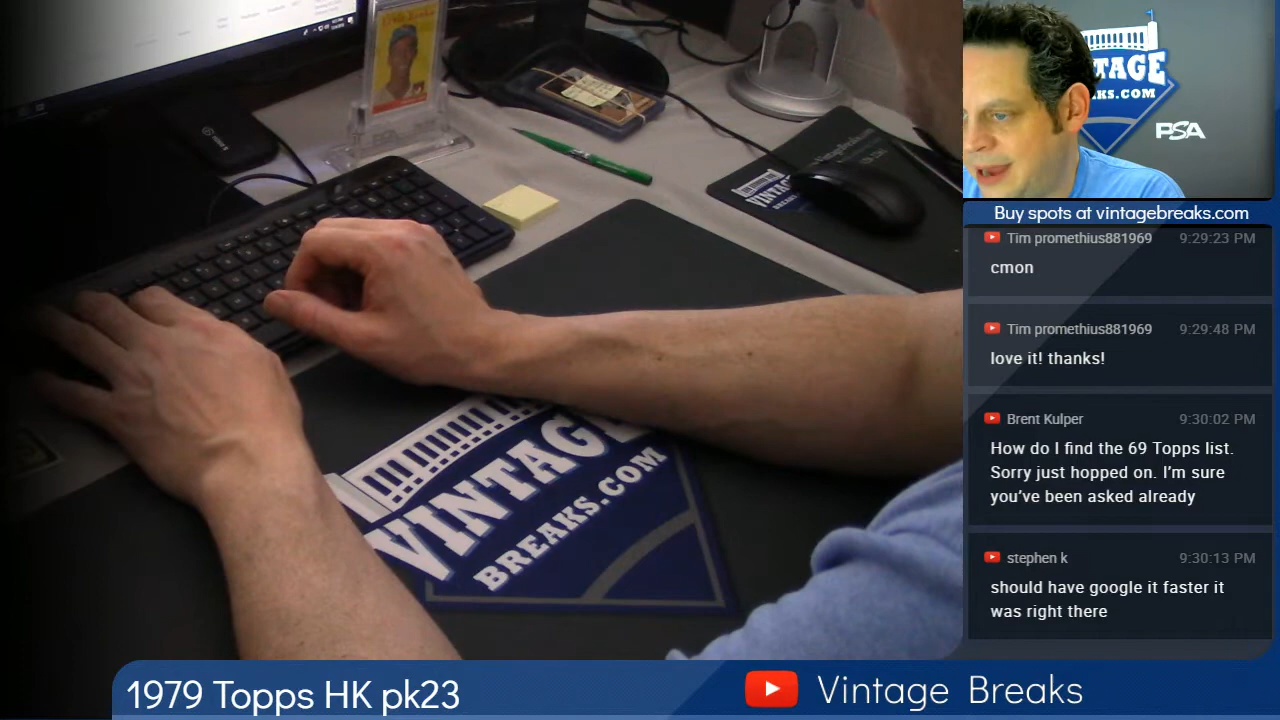 VINTAGE
BREAKS.COM
TAGE
KS.COM
PSA
Buy spots at vintagebreaks.com
Tim promethius881969 9:29:23 PM
cmon
Tim promethius881969 9:29:48 PM
love it! thanks!
Brent Kulper 9:30:02 PM
How do I find the 69 Topps list.
Sorry just hopped on. I'm sure
you've been asked already
stephen k 9:30:13 PM
should have google it faster it
was right there
1979 Topps HK pk23
Vintage Breaks